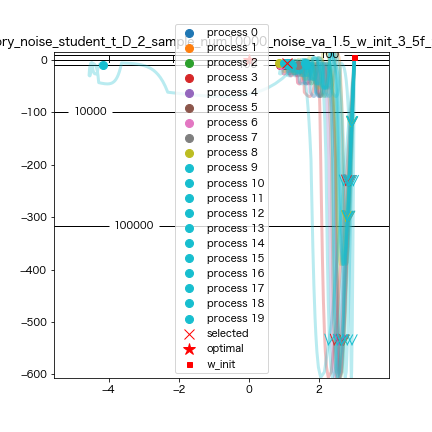 ory_noise_student_t_D_2_sample_num10000_noise_va_1.5_w_init_3_5f_
process 0
process 1
process 2
process 3
process 4
process 5
process 6
process 7
process 8
process 9
process 10
process 11
process 12
process 13
process 14
process 15
process 16
process 17
process 18
process 19
selected
optimal
w_init
100
10000
100000
0
−100
−200
−300
−400
−500
−600
−4
−2
0
2